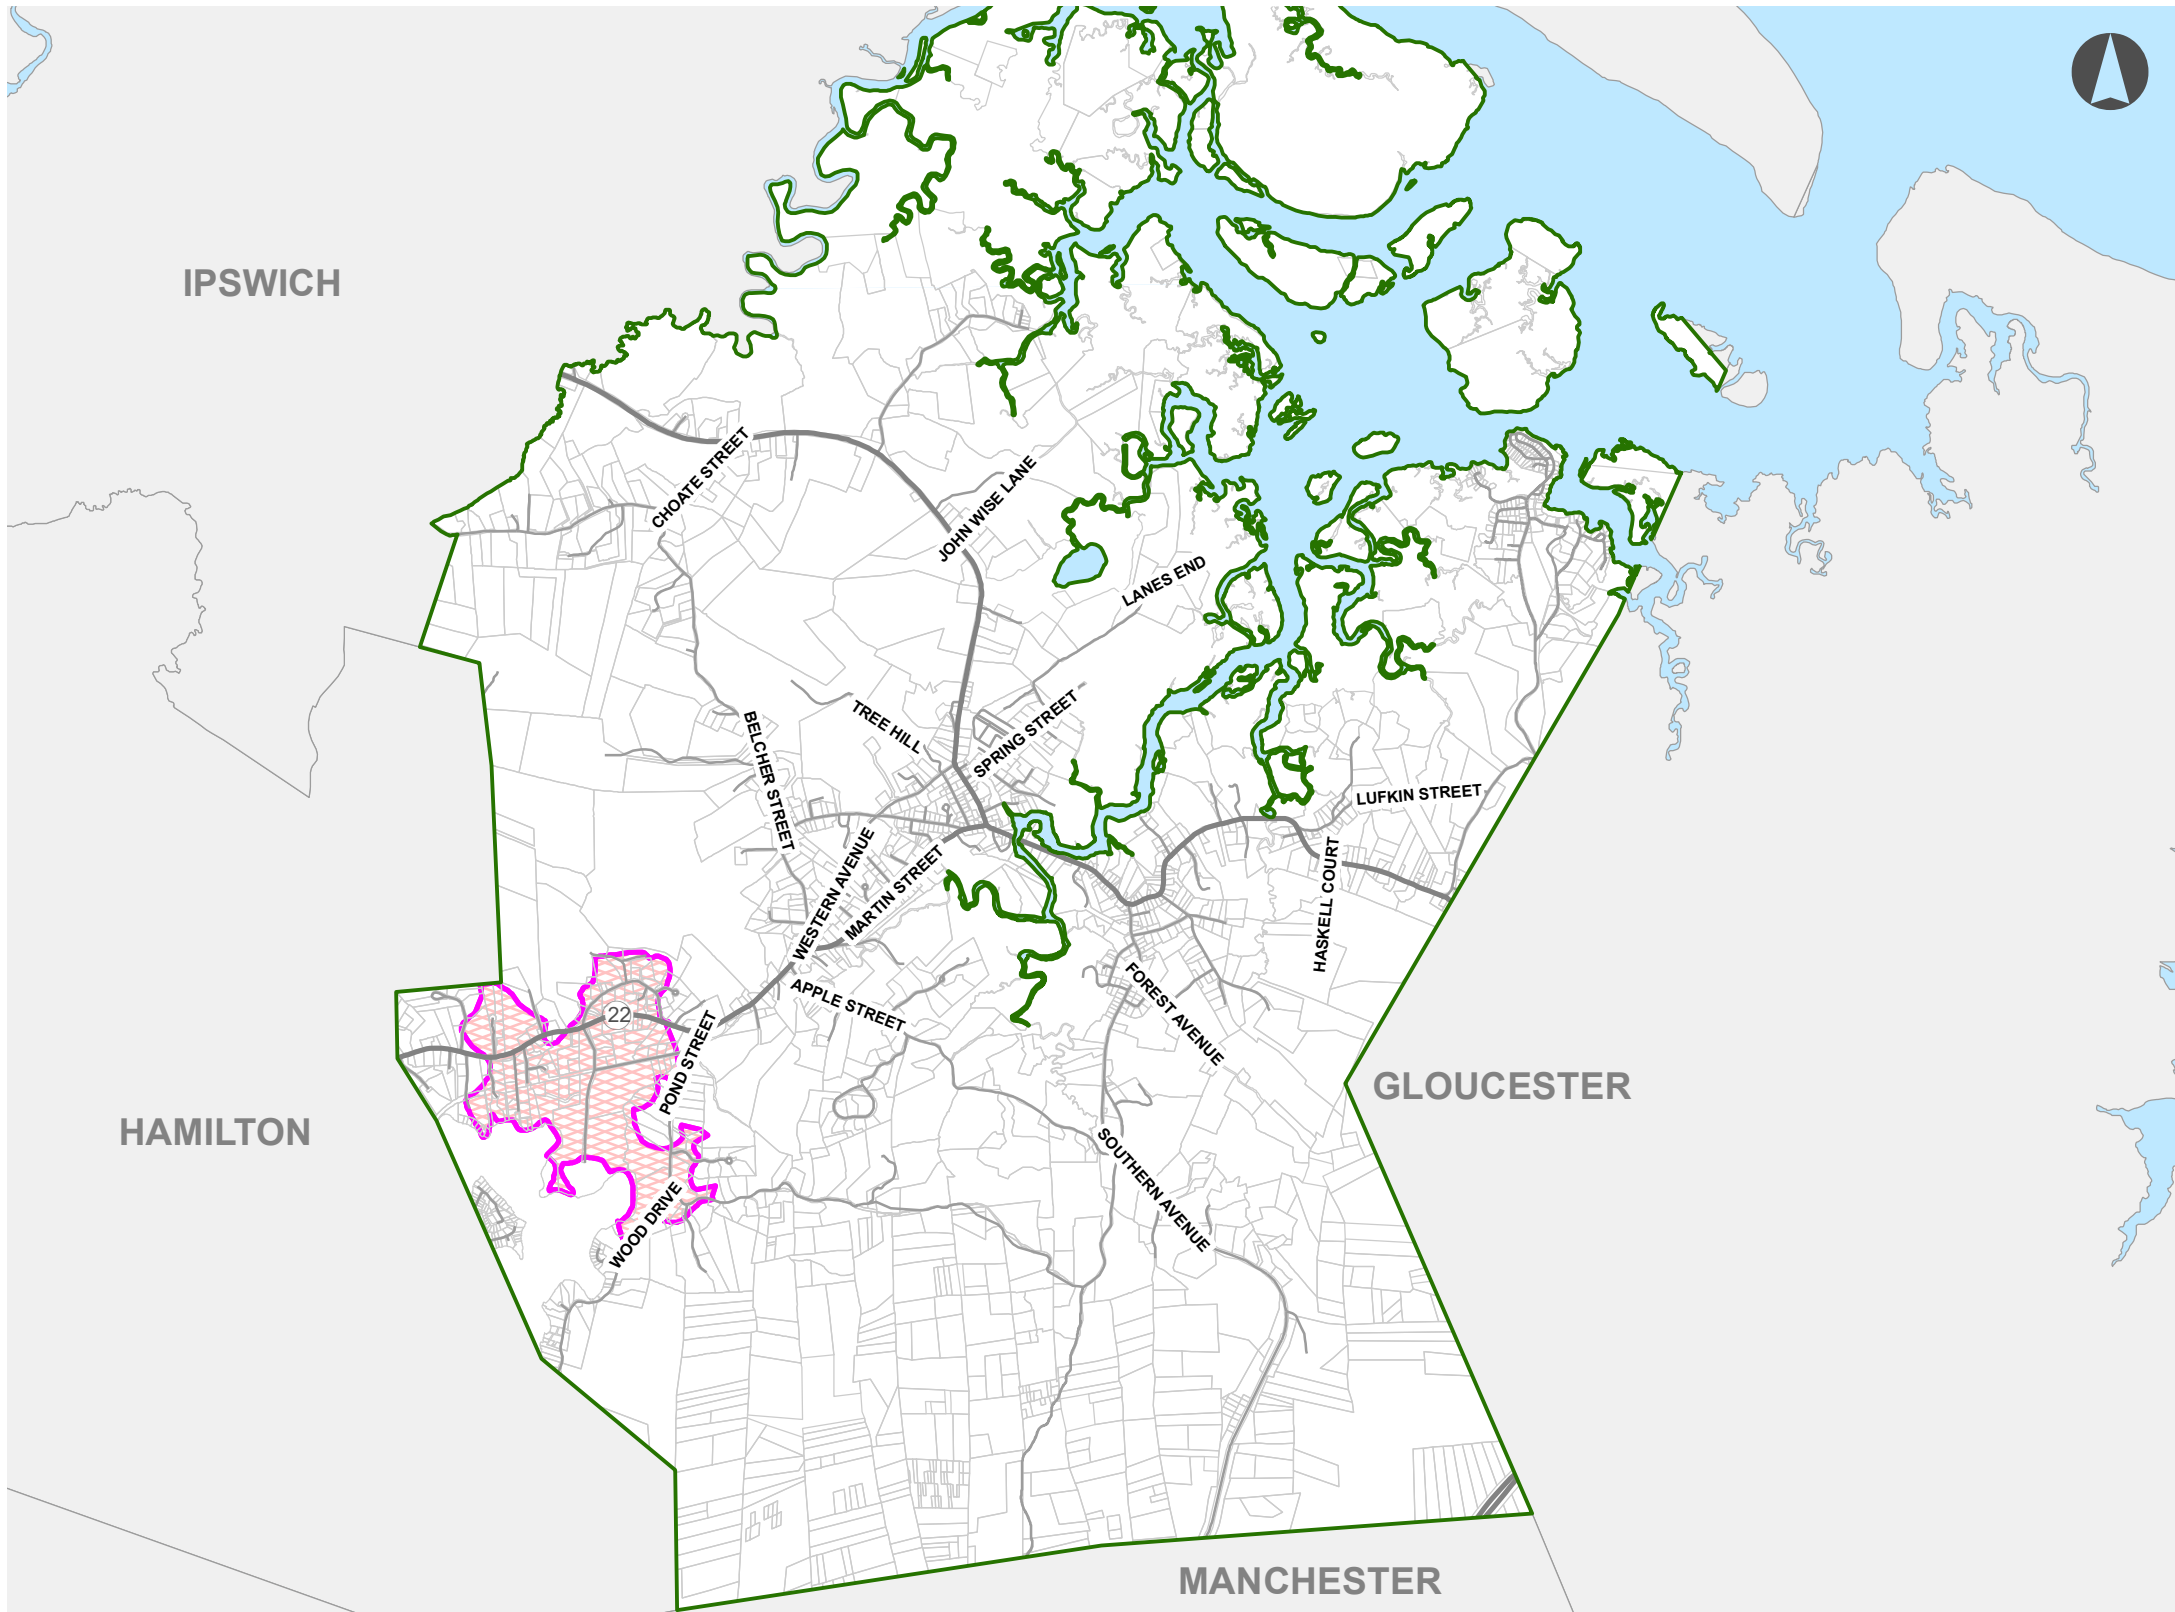 IPSWICH
CHOATE STREET
JOHN WISE LANE
LANES END
TREE HILL
SPRING STREET
BELCHER STREET
LUFKIN STREET
WESTERN AVENUE
MARTIN STREET
HASKELL COURT
APPLE STREET
FOREST AVENUE
22
POND STREET
GLOUCESTER
HAMILTON
SOUTHERN AVENUE
WOOD DRIVE
MANCHESTER